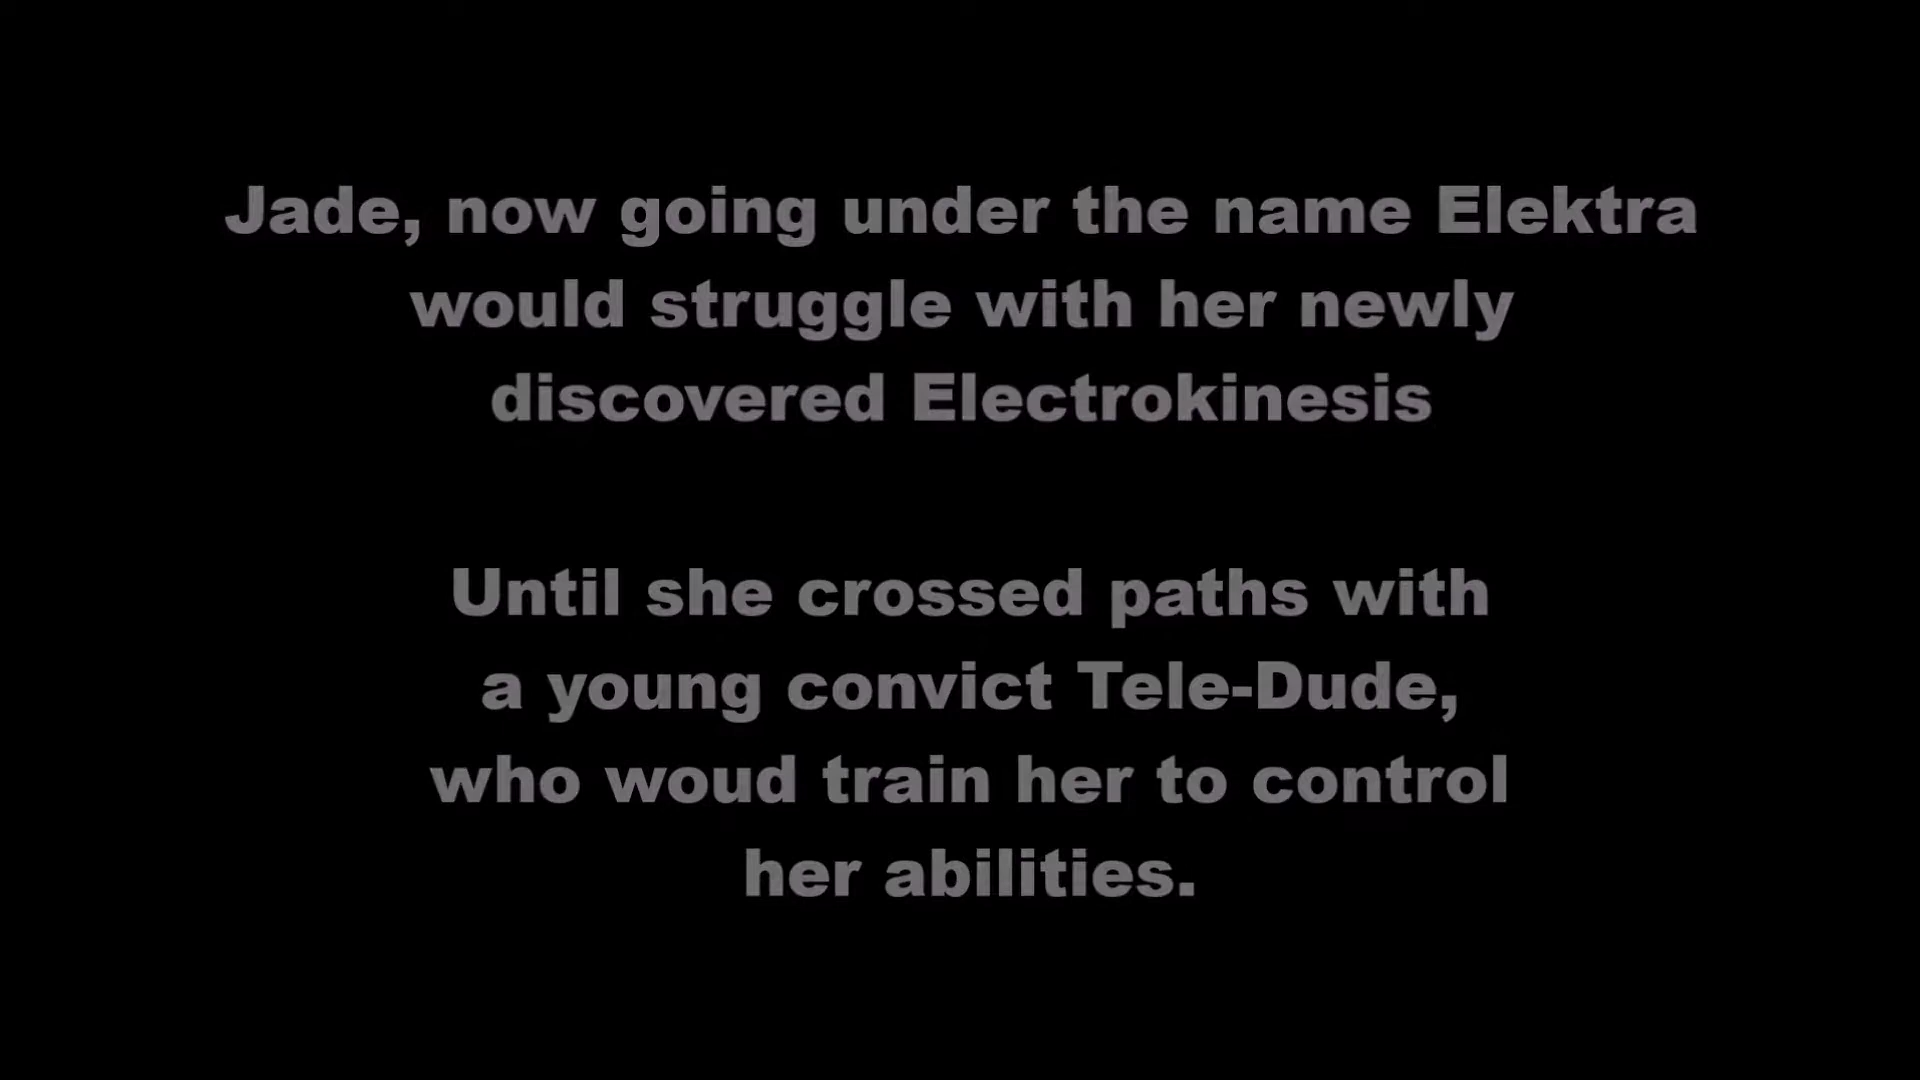 Jade, now going under the name Elektra
would struggle with her newly
discovered Electrokinesis
Until she crossed paths with
a young convict Tele-Dude,
who woud train her to control
her abilities.